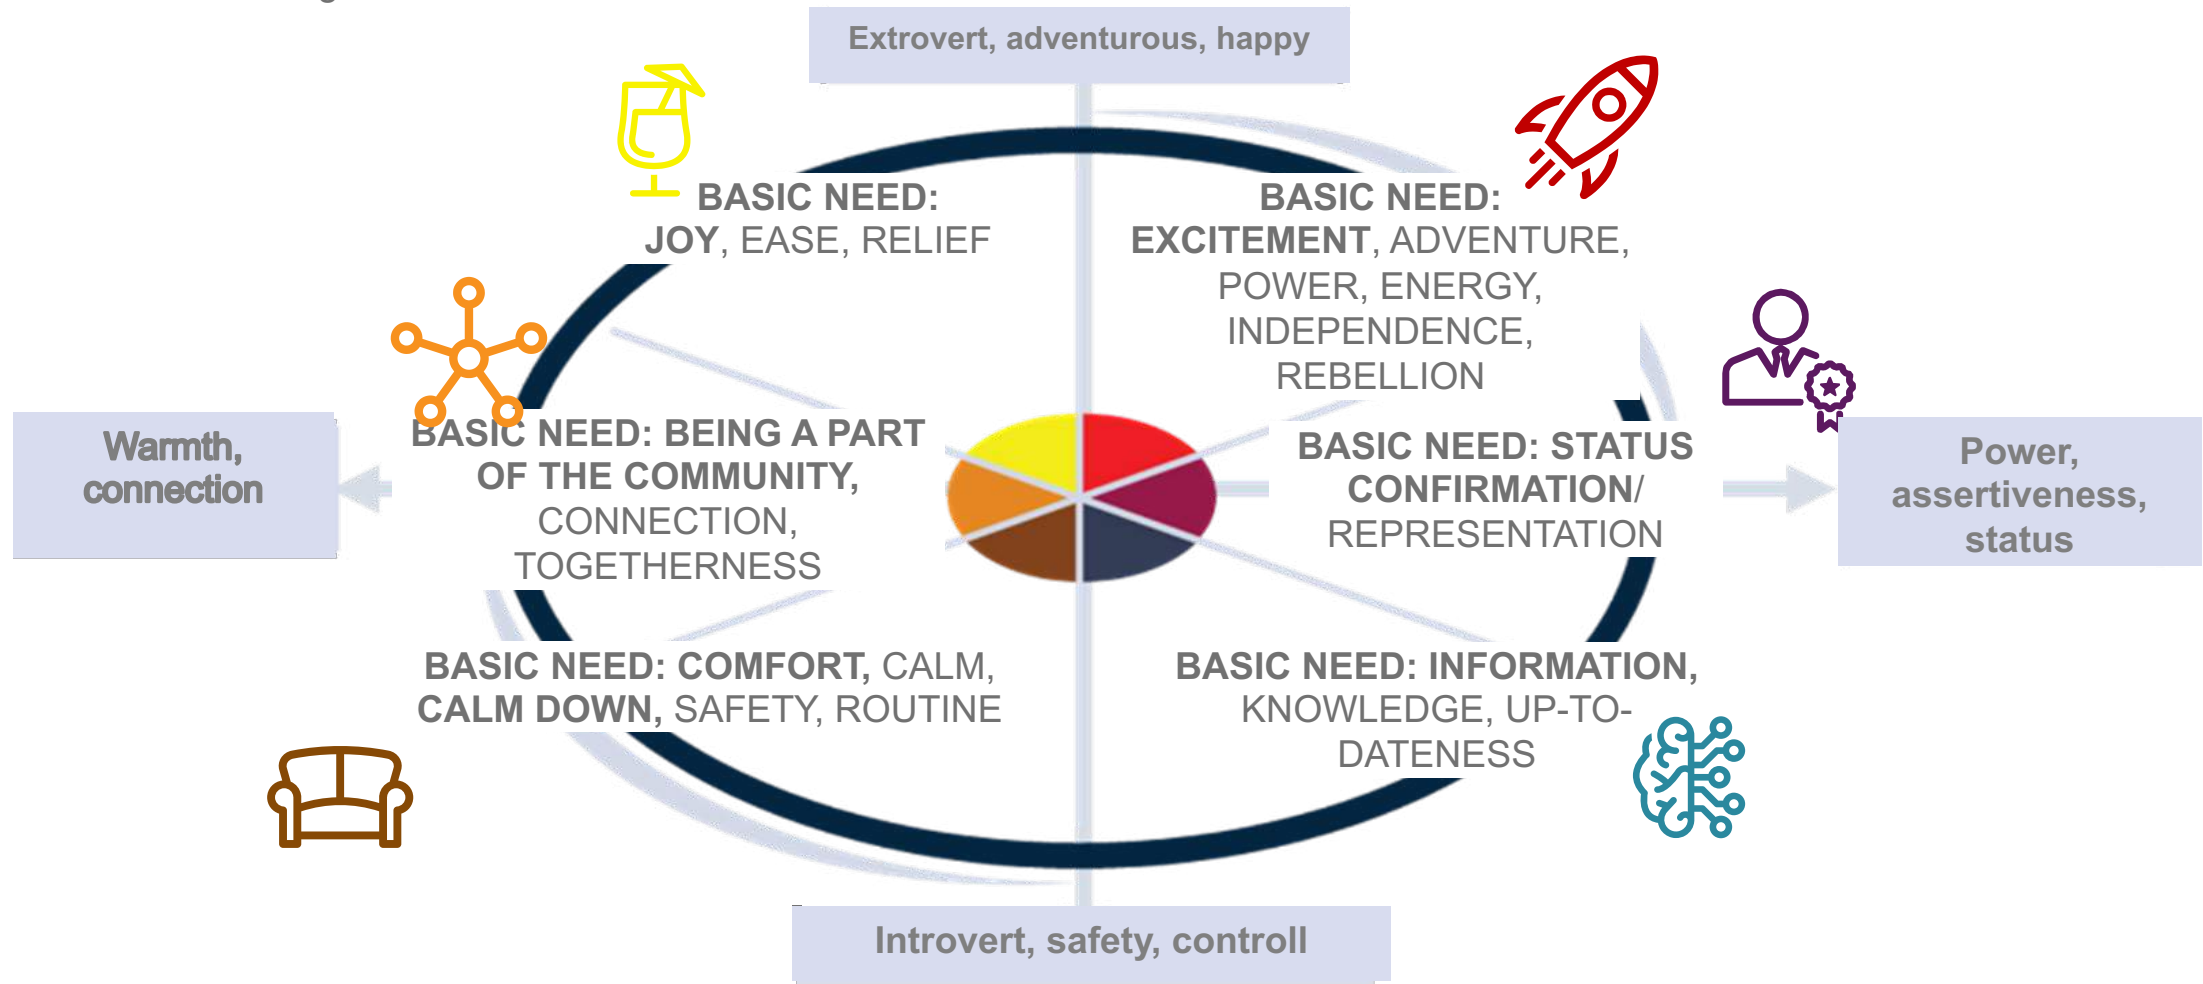 Extrovert, adventurous, happy
BASIC NEED:
JOY, EASE, RELIEF
BASIC NEED:
EXCITEMENT, ADVENTURE,
POWER, ENERGY,
INDEPENDENCE,
REBELLION
Warmth,
connection
BASIC NEED: BEING A PART
OF THE COMMUNITY,
CONNECTION,
TOGETHERNESS
BASIC NEED: STATUS
CONFIRMATION/
REPRESENTATION
Power,
assertiveness,
status
BASIC NEED: COMFORT, CALM,
CALM DOWN, SAFETY, ROUTINE
BASIC NEED: INFORMATION,
KNOWLEDGE, UP-TO-
DATENESS
Introvert, safety, controll